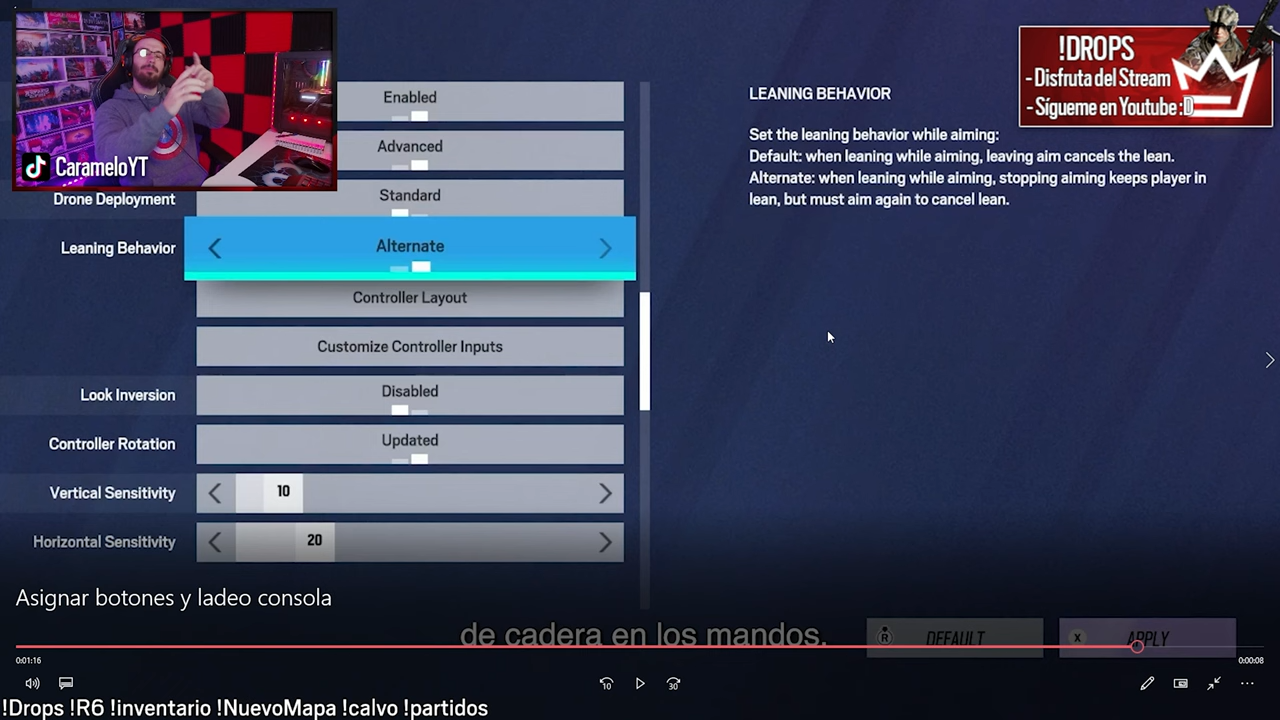 CarameloYT
!DROPS
- Disfruta del Stream
- Sígueme en Youtube :D
Enabled
Advanced
Drone Deployment
Standard
Leaning Behavior
Alternate
Controller Layout
Customize Controller Inputs
Look Inversion
Disabled
Controller Rotation
Updated
Vertical Sensitivity
10
Horizontal Sensitivity
20
LEANING BEHAVIOR
Set the leaning behavior while aiming:
Default: when leaning while aiming, leaving aim cancels the lean.
Alternate: when leaning while aiming, stopping aiming keeps player in
lean, but must aim again to cancel lean.
Asignar botones y ladeo consola
de cadera en los mandos.
R DEFAULT
X APPLY
0:01:16
0:00:08
10
30
!Drops !R6 !inventario !NuevoMapa !calvo !partidos